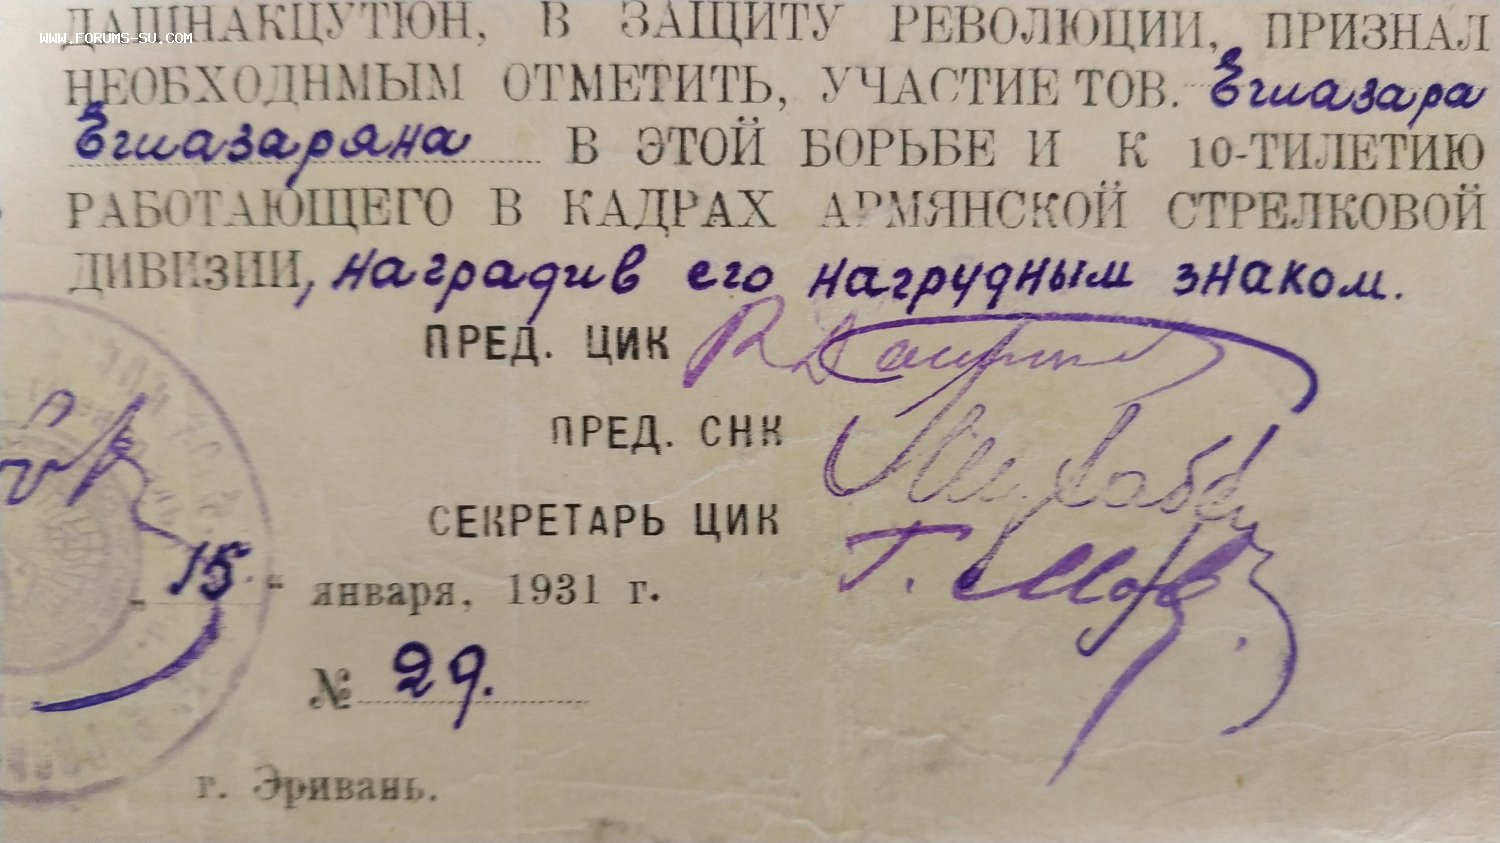 ДАШНАКЦУТЮН, В ЗАЩИТУ РЕВОЛЮЦИИ, ПРИЗНАЛ
WWW.FORUMS-SU.COM
НЕОБХОДНМЫМ ОТМЕТИТЬ, УЧАСТИЕ ТОВ. Егиазара
Егиазаряна В ЭТОЙ БОРЬБЕ И К 10-ТИЛЕТИЮ
РАБОТАЮЩЕГО В КАДРАХ АРМЯНСКОЙ СТРЕЛКОВОЙ
ДИВИЗИИ, наградив его нагрудным знаком.
ПРЕД. ЦИК
ПРЕД. СНК
СЕКРЕТАРЬ ЦИК
„15“ января, 1931 г.
№ 29.
г. Эривань.